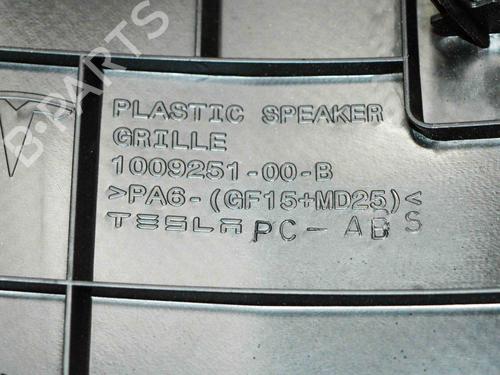 B-PARTS
PLASTIC SPEAKER
GRILLE
1009251-00-B
>PA6-(GF15+MD25)<
TESLA PC-ABS